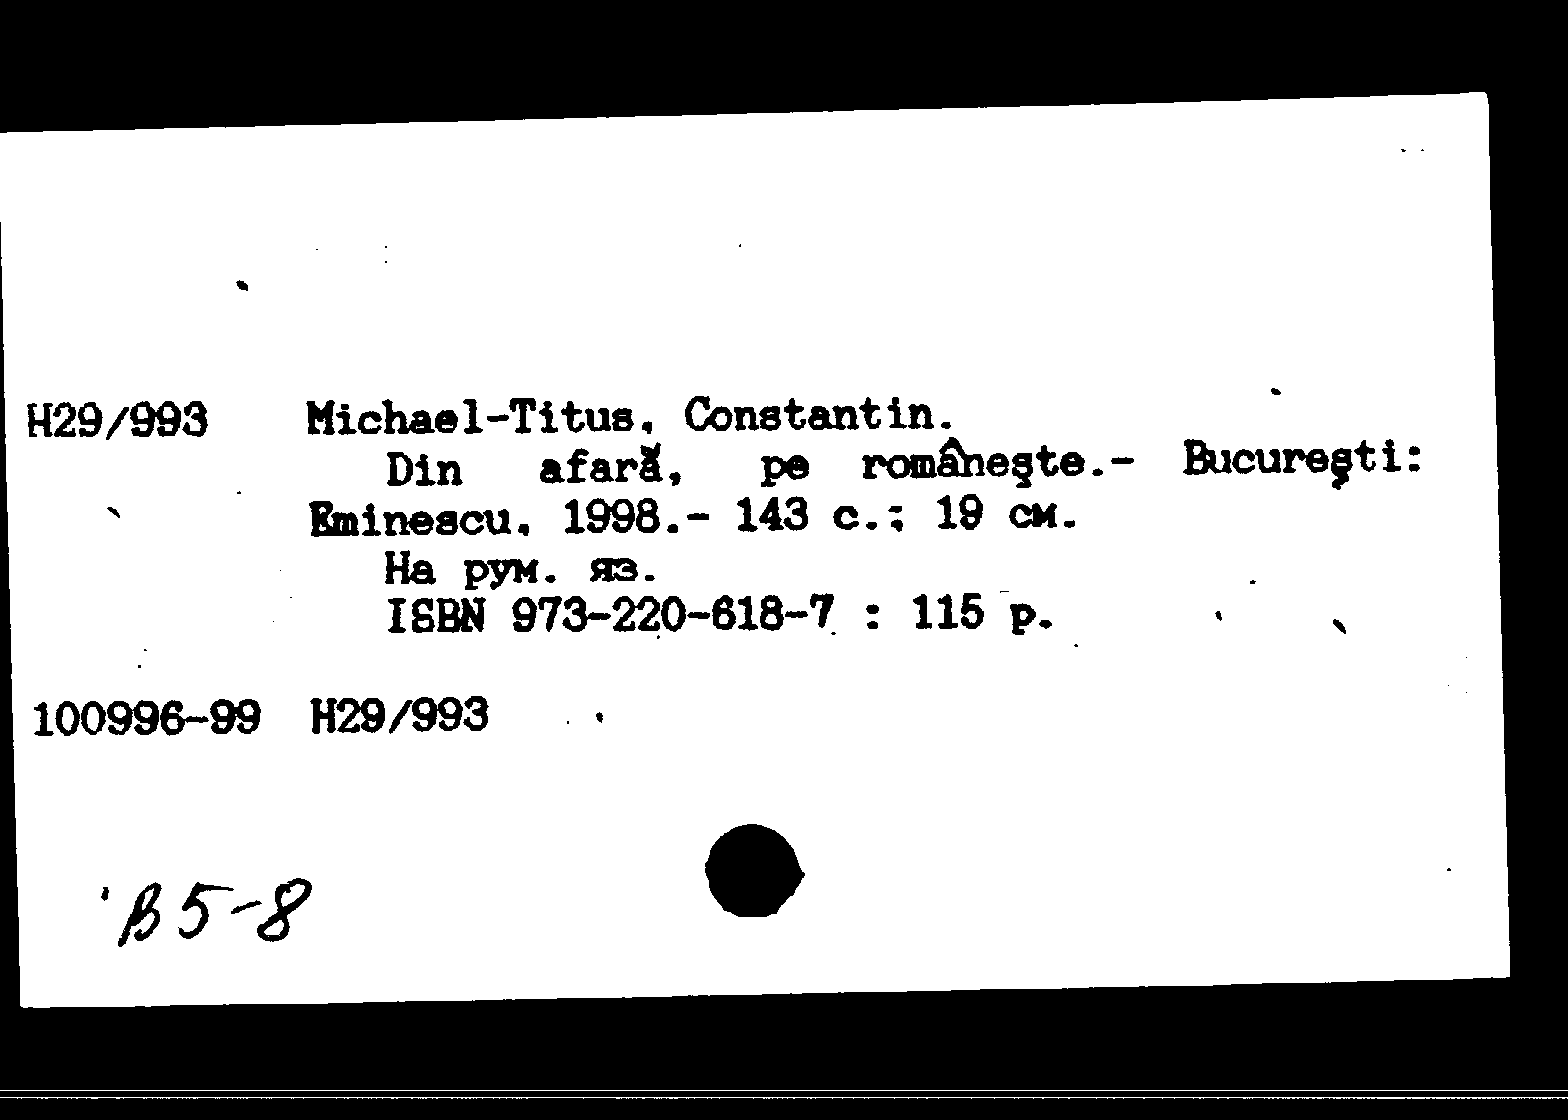 H29/993 Michael-Titus, Constantin.
Din afară, pe româneşte.- Bucureşti:
Eminescu, 1998.- 143 с.; 19 см.
На рум. яз.
ISBN 973-220-618-7 : 115 р.
100996-99 H29/993
B5-8